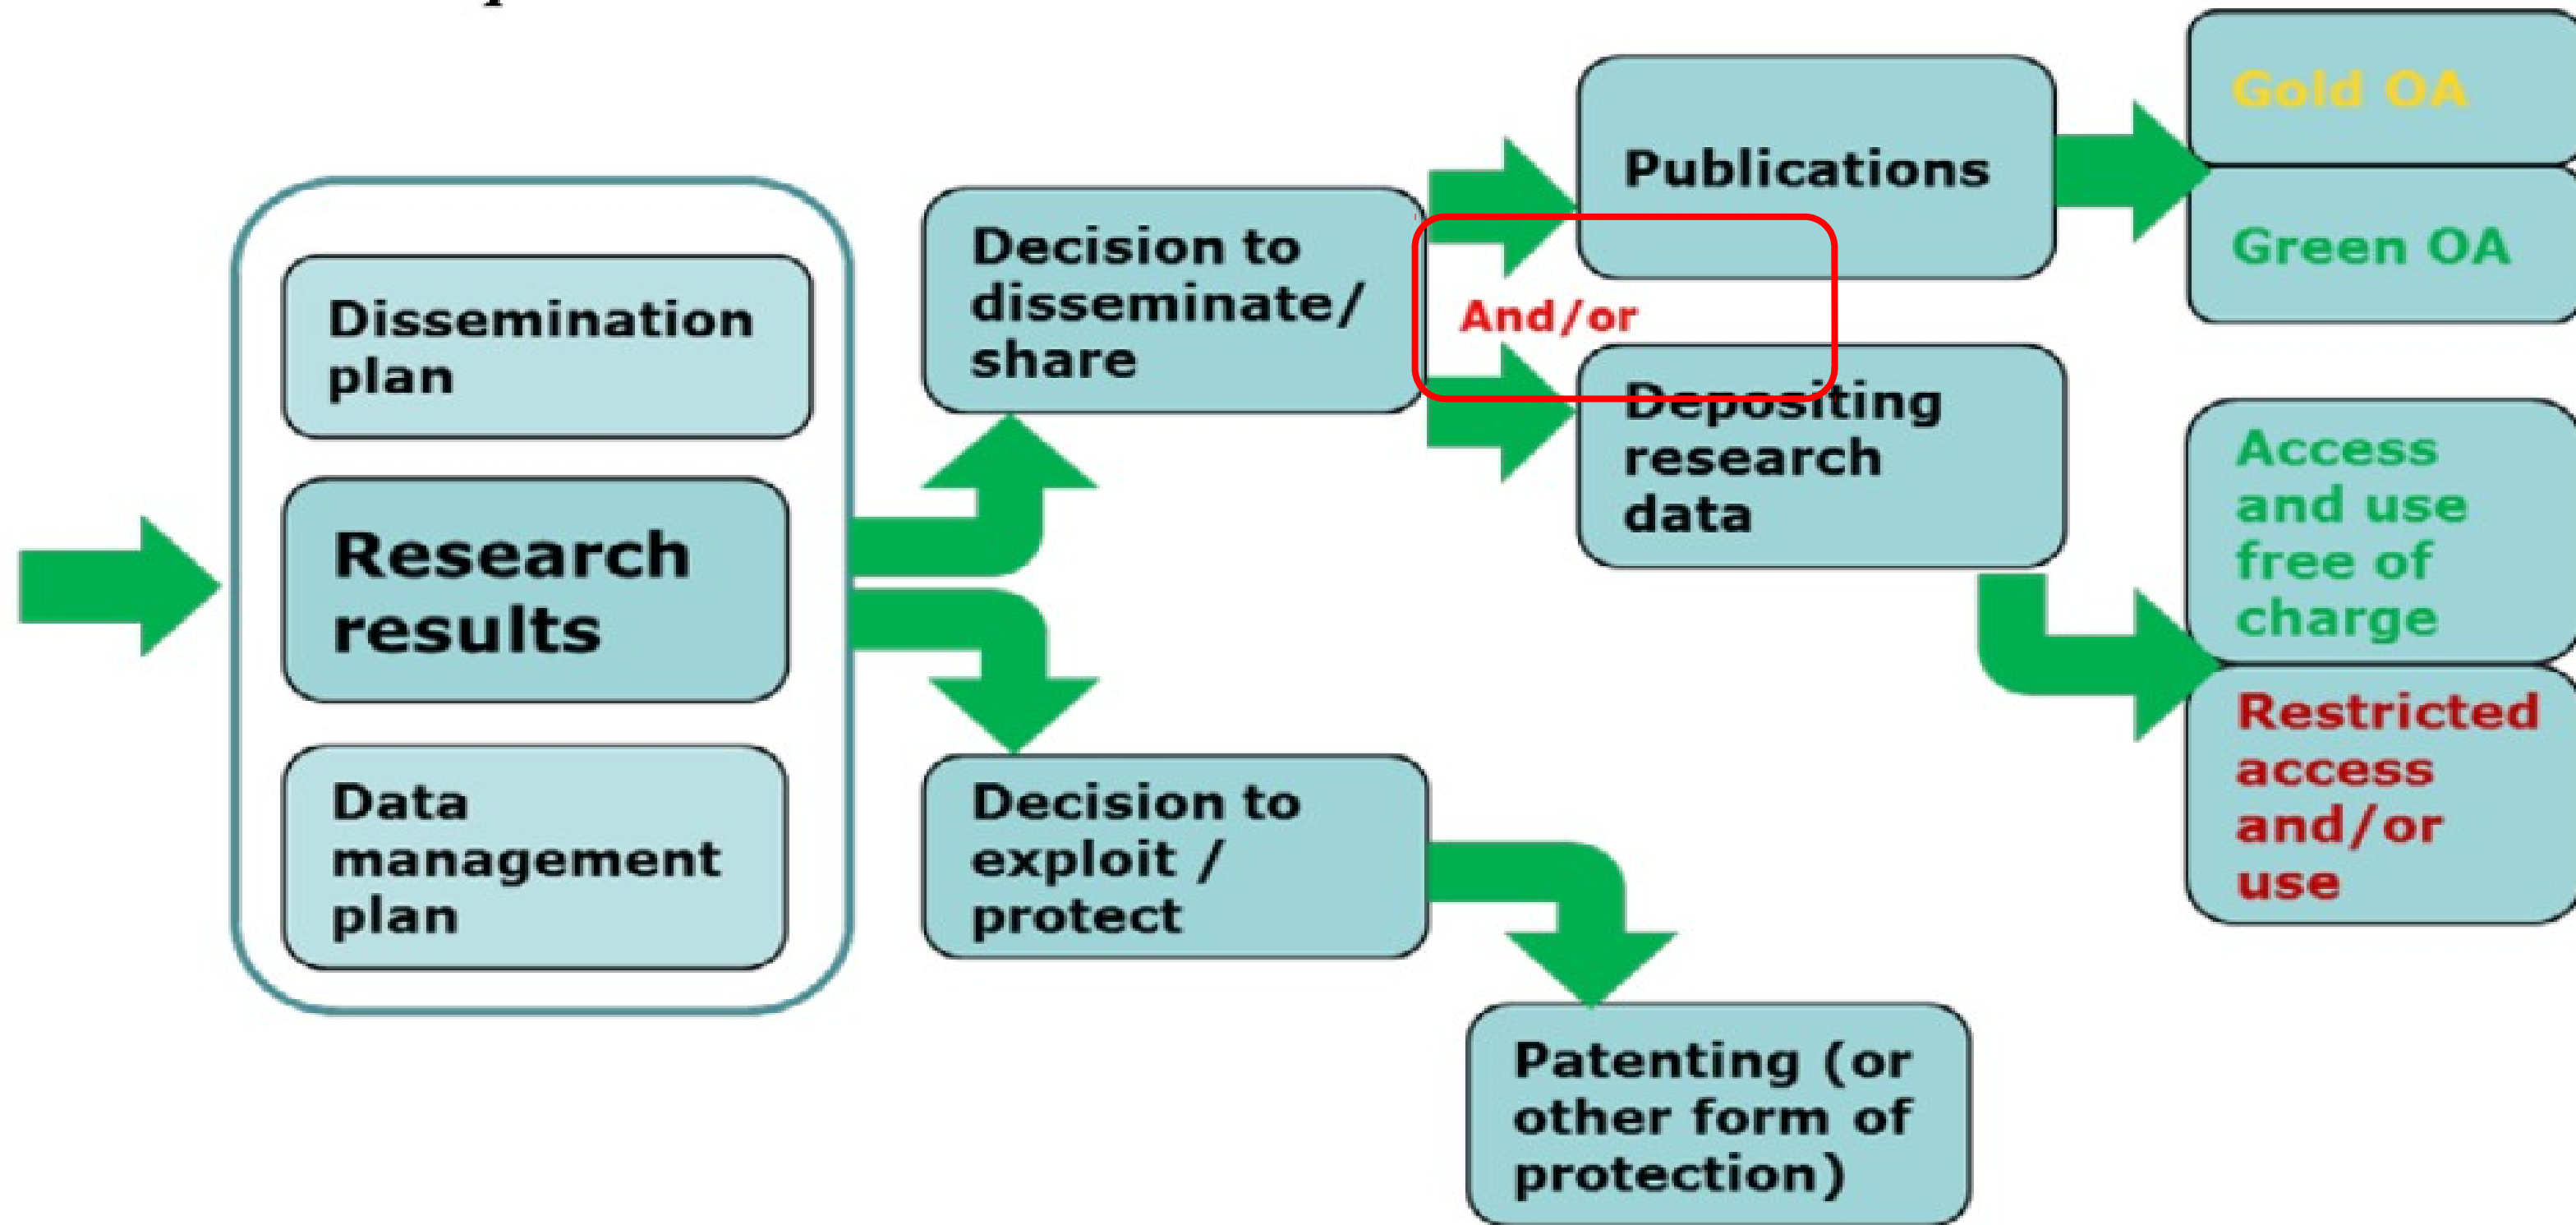 Dissemination
plan
Research
results
Data
management
plan
Decision to
disseminate/
share
Decision to
exploit /
protect
And/or
Publications
Depositing
research
data
Patenting (or
other form of
protection)
Gold OA
Green OA
Access
and use
free of
charge
Restricted
access
and/or
use